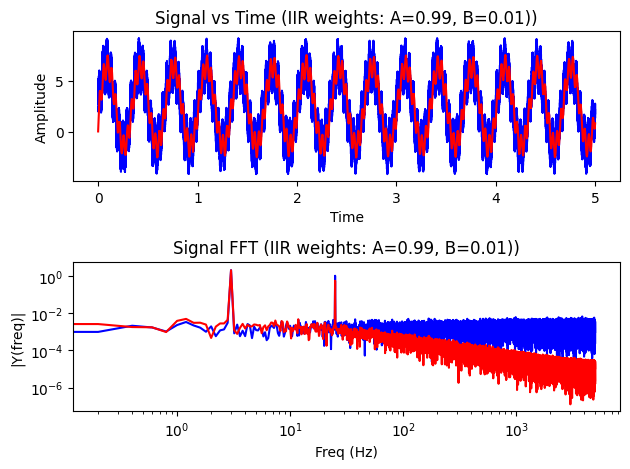 Signal vs Time (IIR weights: A=0.99, B=0.01))
Amplitude
5
0
0 1 2 3 4 5
Time
Signal FFT (IIR weights: A=0.99, B=0.01))
|Y(freq)|
10⁰
10⁻²
10⁻⁴
10⁻⁶
10⁰ 10¹ 10² 10³
Freq (Hz)